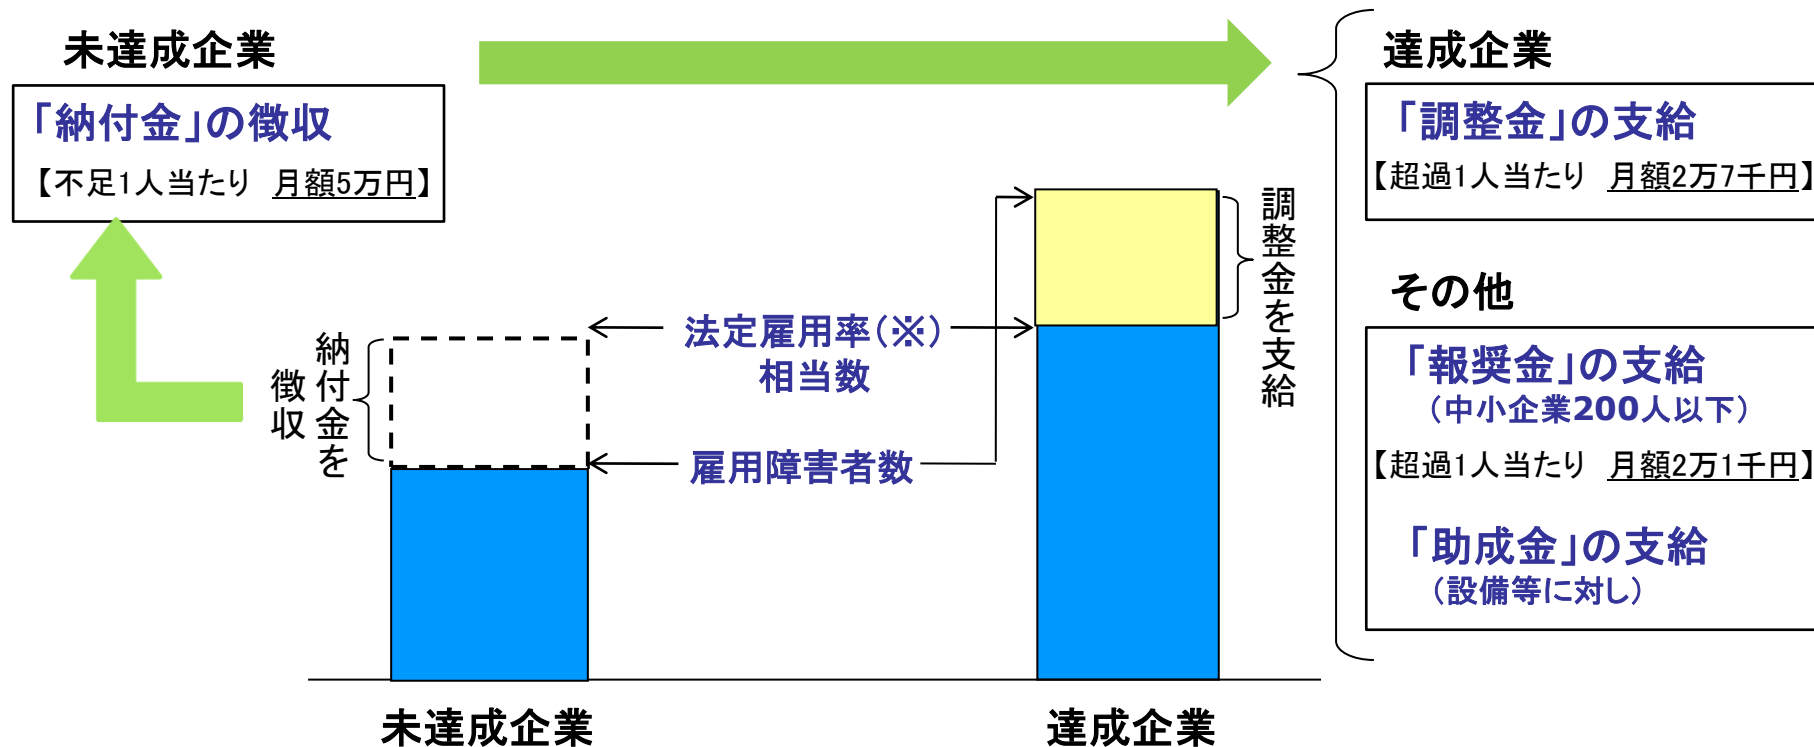 未達成企業
「納付金」の徴収
【不足1人当たり 月額5万円】
達成企業
「調整金」の支給
【超過1人当たり 月額2万7千円】
その他
「報奨金」の支給
（中小企業200人以下）
【超過1人当たり 月額2万1千円】
「助成金」の支給
（設備等に対し）
納付金を
徴収
法定雇用率（※）
相当数
雇用障害者数
調整金を支給
未達成企業
達成企業